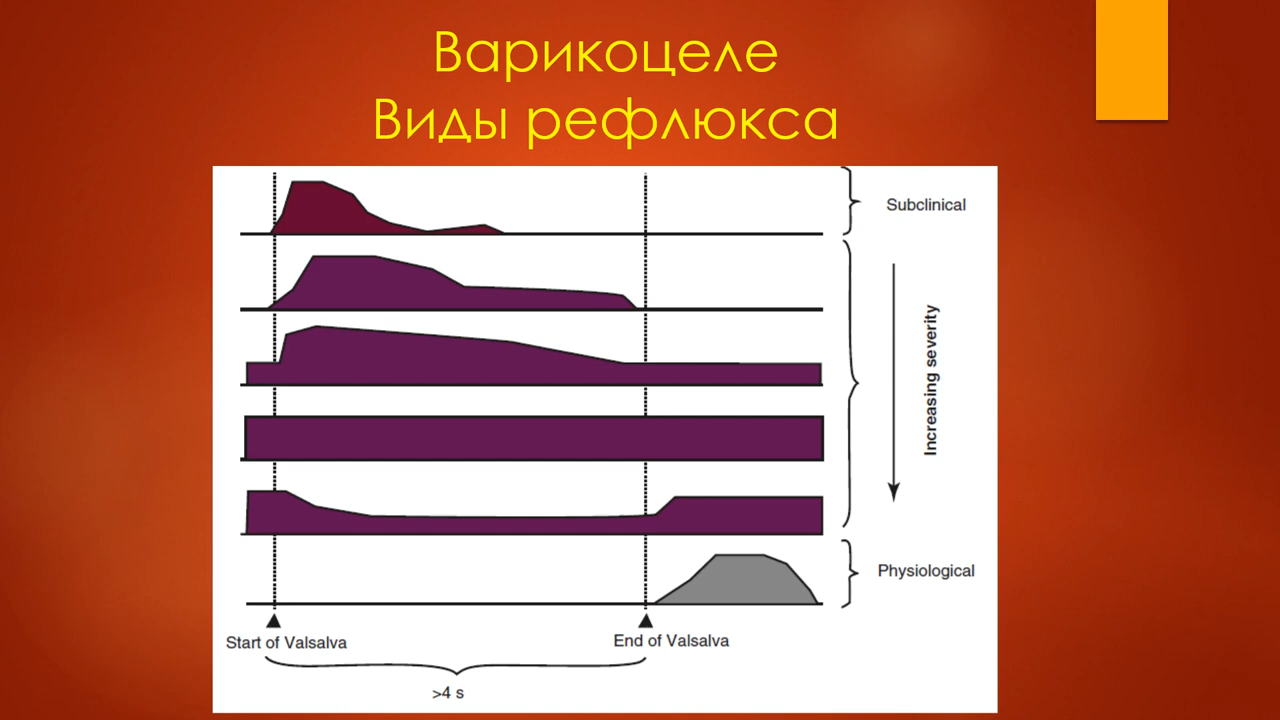 Варикоцеле
Виды рефлюкса
Subclinical
Increasing severity
Physiological
Start of Valsalva
End of Valsalva
>4 s